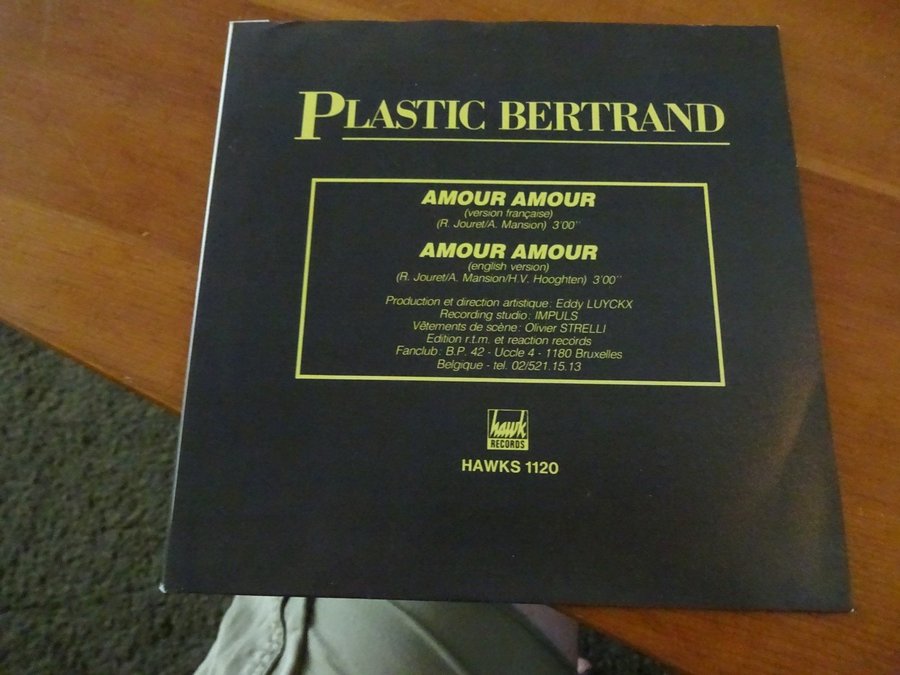 PLASTIC BERTRAND
AMOUR AMOUR
(version française)
(R. Jouret/A. Mansion) 3'00''
AMOUR AMOUR
(english version)
(R. Jouret/A. Mansion/H.V. Hooghten) 3'00''
Production et direction artistique: Eddy LUYCKX
Recording studio: IMPULS
Vêtements de scène: Olivier STRELLI
Edition r.t.m. et reaction records
Fanclub: B.P. 42 - Uccle 4 - 1180 Bruxelles
Belgique - tel. 02/521.15.13
hawk
RECORDS
HAWKS 1120